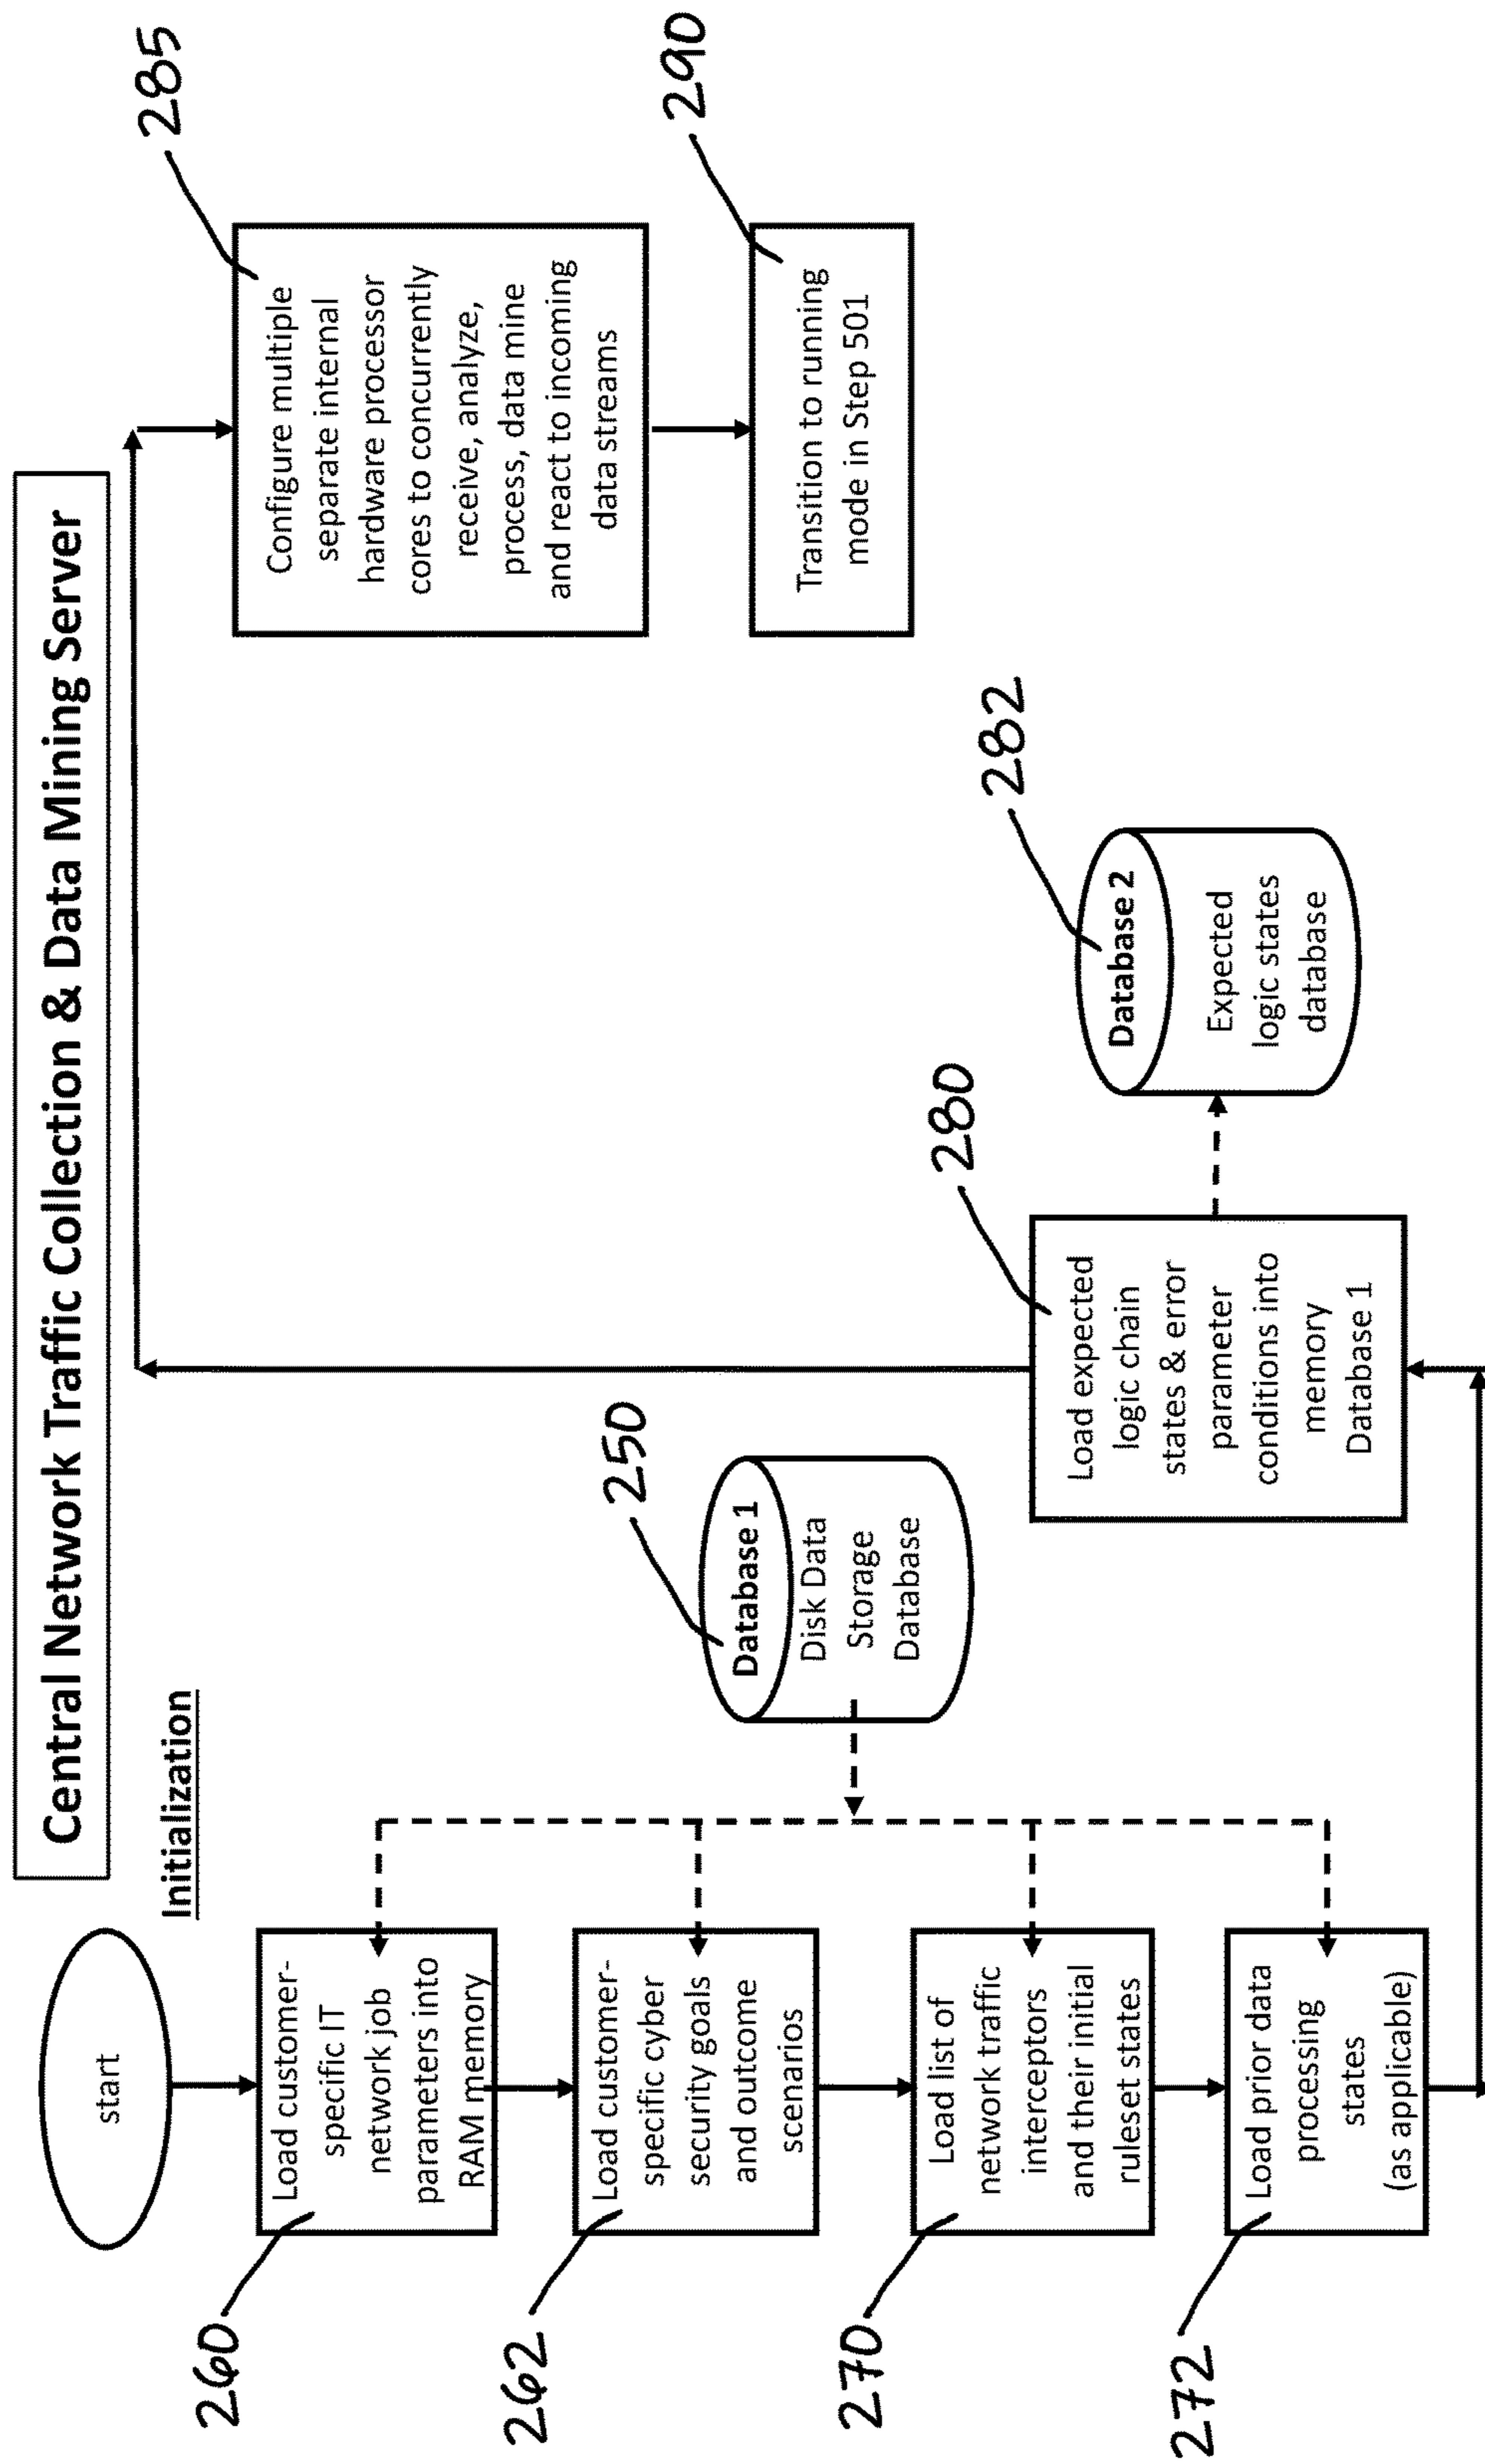 Central Network Traffic Collection & Data Mining Server
Initialization
start
260
Load customer-
specific IT
network job
parameters into
RAM memory
262
Load customer-
specific cyber
security goals
and outcome
scenarios
270
Load list of
network traffic
interceptors
and their initial
ruleset states
272
Load prior data
processing
states
(as applicable)
250
Database 1
Disk Data
Storage
Database
280
Load expected
logic chain
states & error
parameter
conditions into
memory
Database 1
282
Database 2
Expected
logic states
database
285
Configure multiple
separate internal
hardware processor
cores to concurrently
receive, analyze,
process, data mine
and react to incoming
data streams
290
Transition to running
mode in Step 501